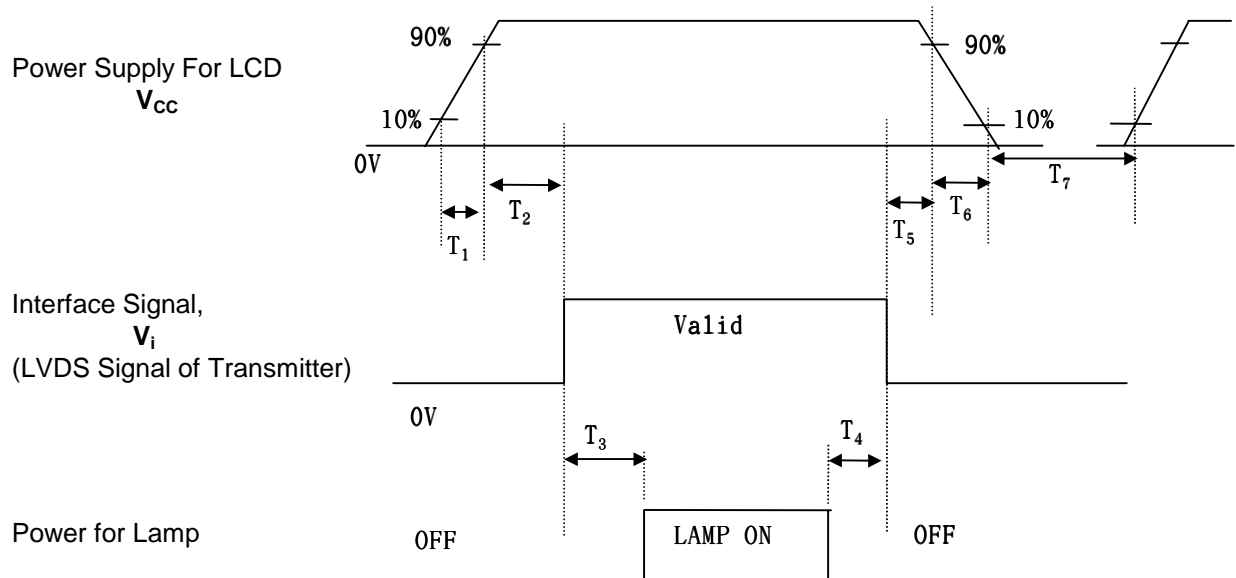 90% 90%
Power Supply For LCD
V_CC
10% 10%
0V
T7
T2 T6
T5
T1
Interface Signal,
Vi
(LVDS Signal of Transmitter)
Valid
0V
T3 T4
Power for Lamp
OFF LAMP ON OFF